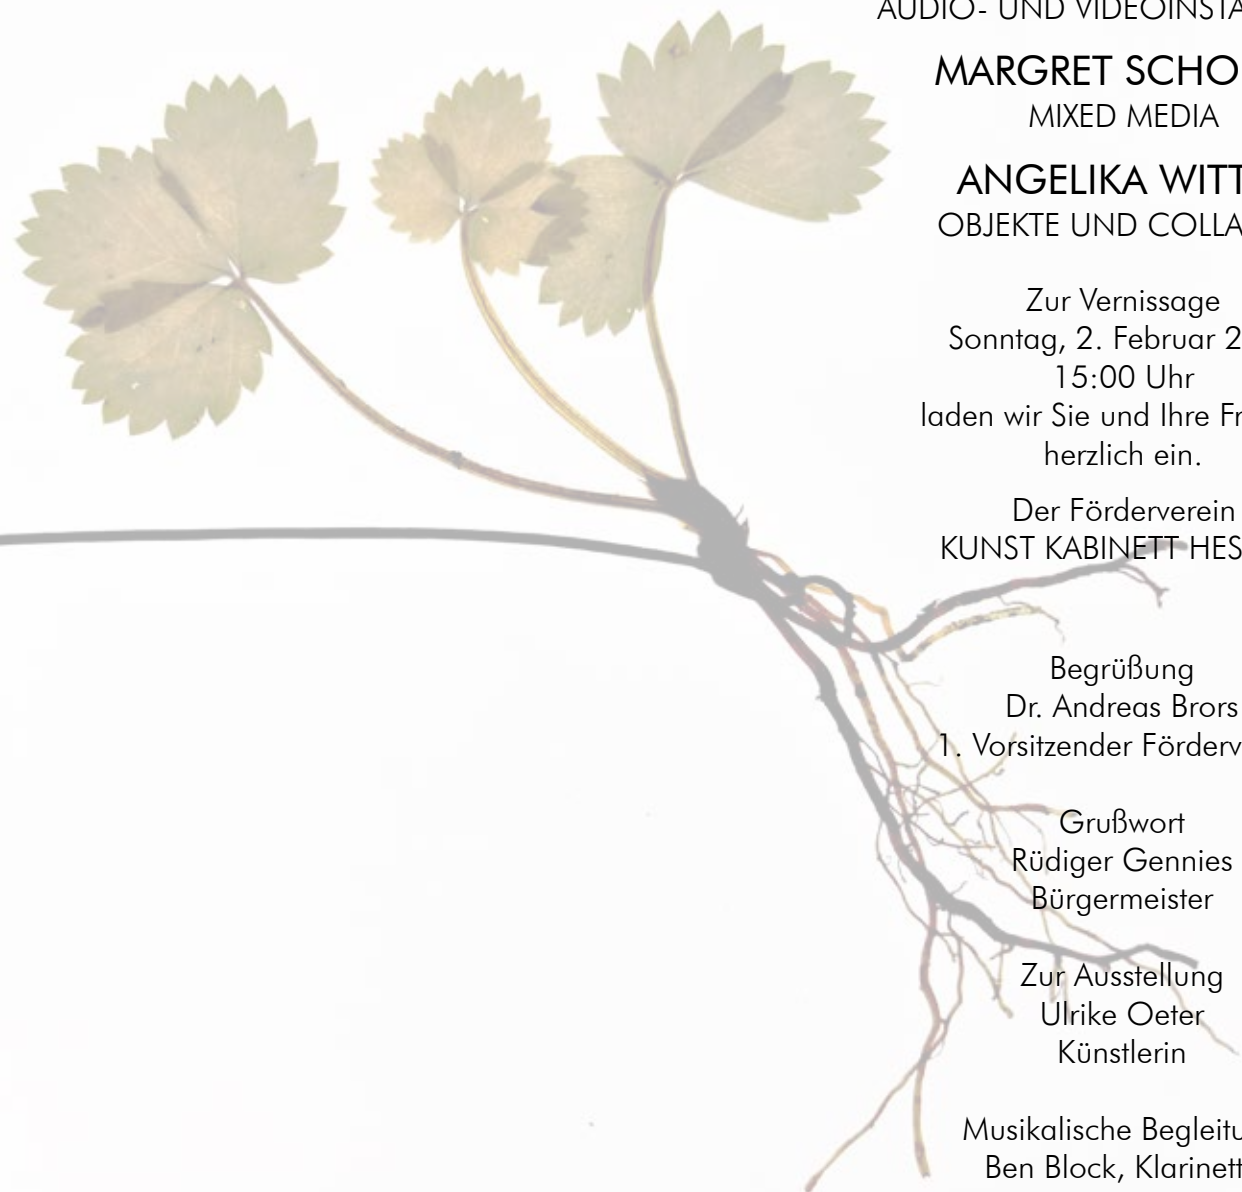 AUDIO- UND VIDEOINSTA
MARGRET SCHO
MIXED MEDIA
ANGELIKA WITT
OBJEKTE UND COLLA
Zur Vernissage
Sonntag, 2. Februar 2
15:00 Uhr
laden wir Sie und Ihre Fr
herzlich ein.
Der Förderverein
KUNST KABINETT HES
Begrüßung
Dr. Andreas Brors
1. Vorsitzender Förderv
Grußwort
Rüdiger Gennies
Bürgermeister
Zur Ausstellung
Ulrike Oeter
Künstlerin
Musikalische Begleitu
Ben Block, Klarinett